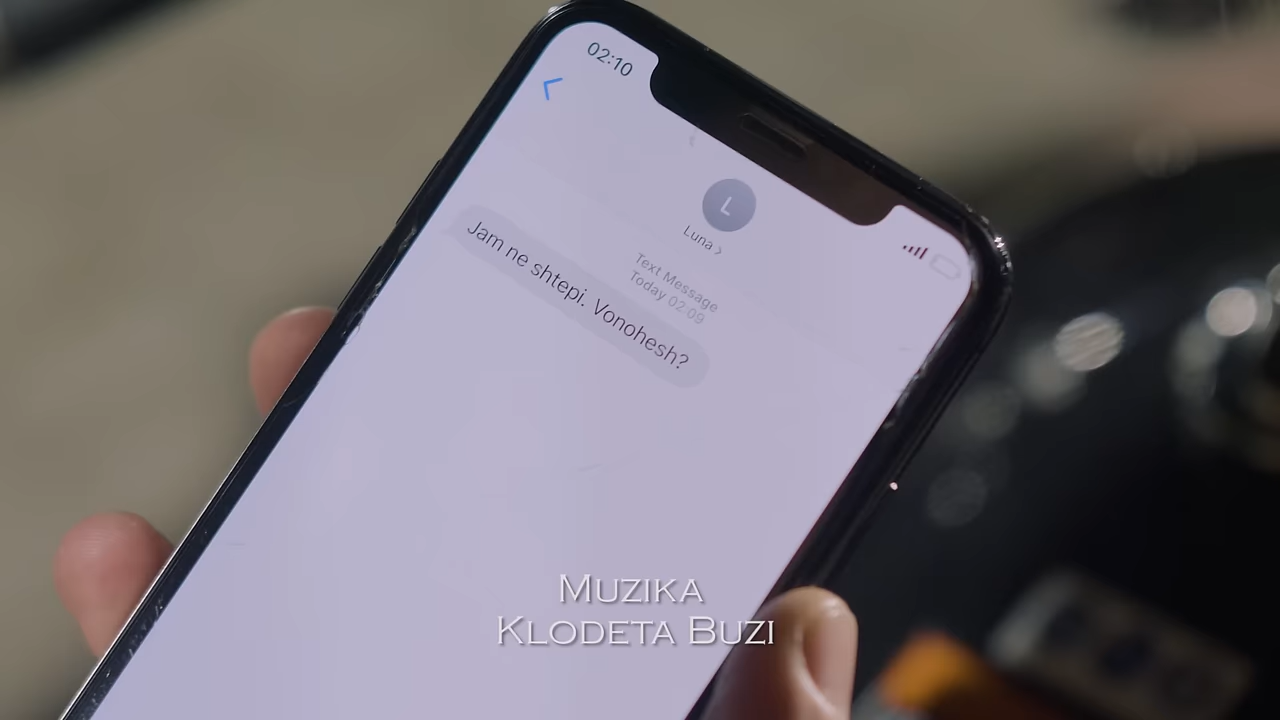 02:10
L
Luna >
Text Message
Today 02:09
Jam ne shtepi. Vonohesh?
MUZIKA
KLODETA BUZI